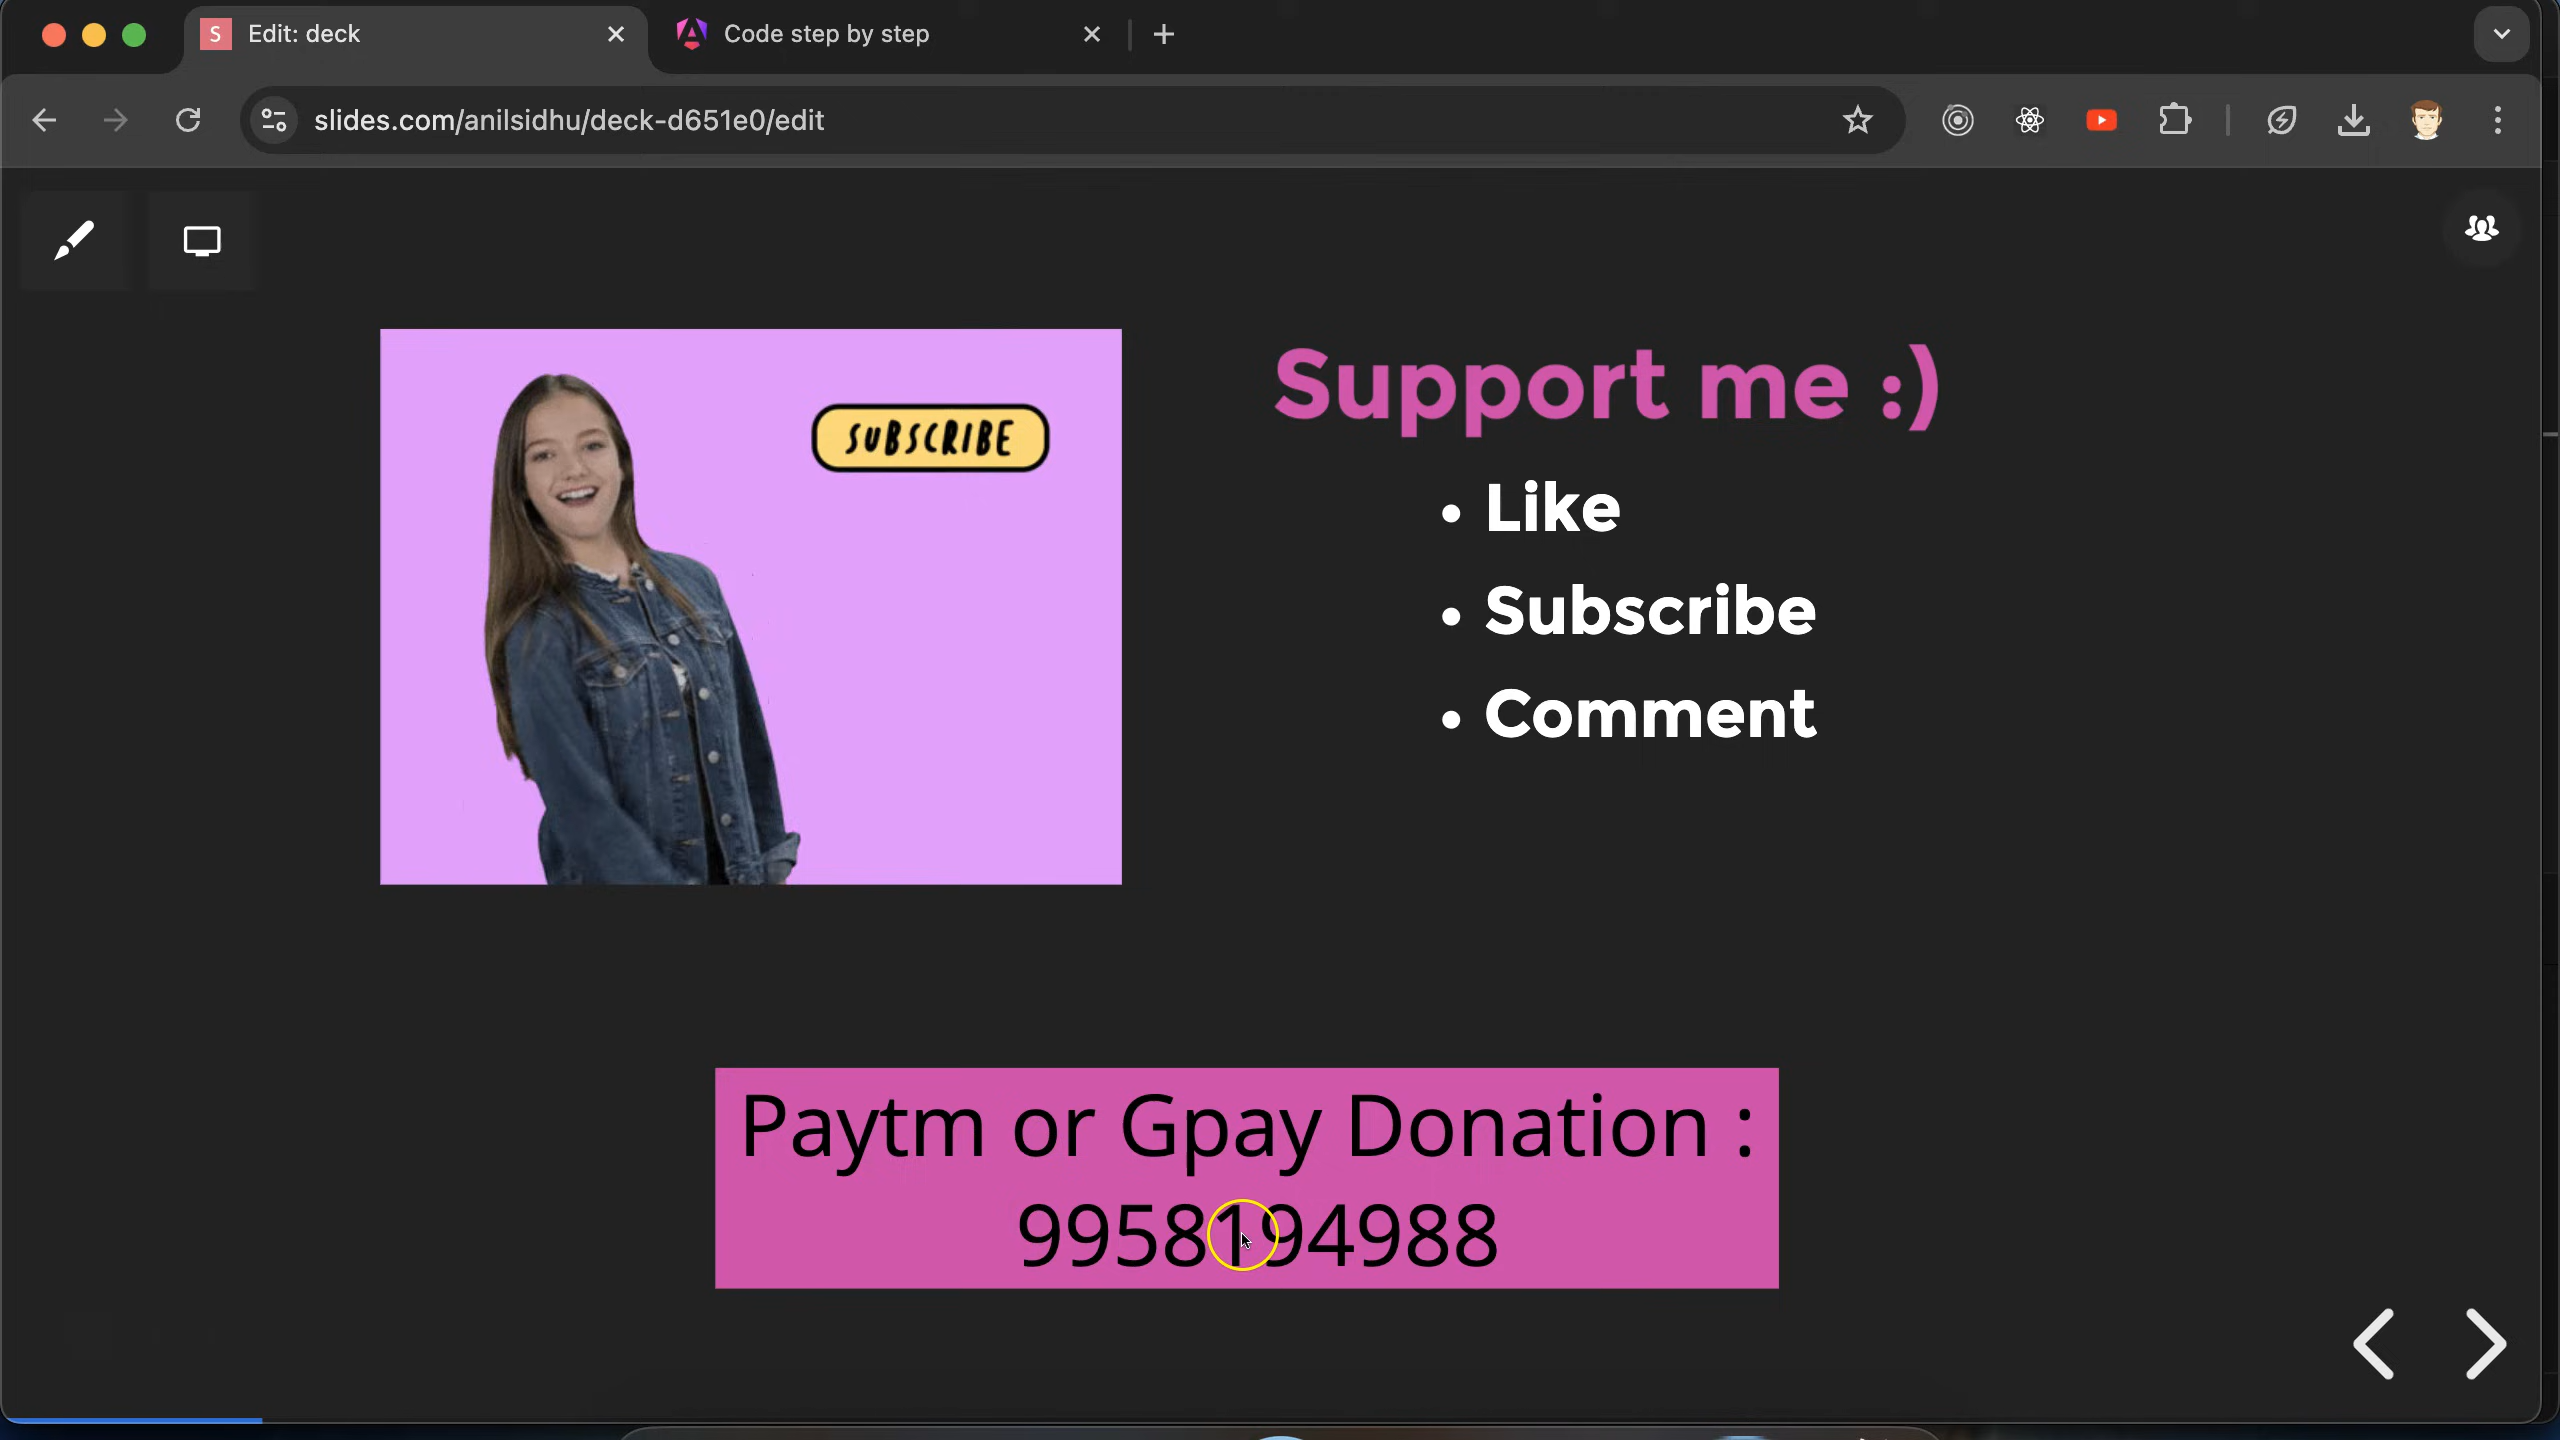 S
Edit: deck
Code step by step
slides.com/anilsidhu/deck-d651e0/edit
SUBSCRIBE
Support me :)
• Like
• Subscribe
• Comment
Paytm or Gpay Donation :
9958194988